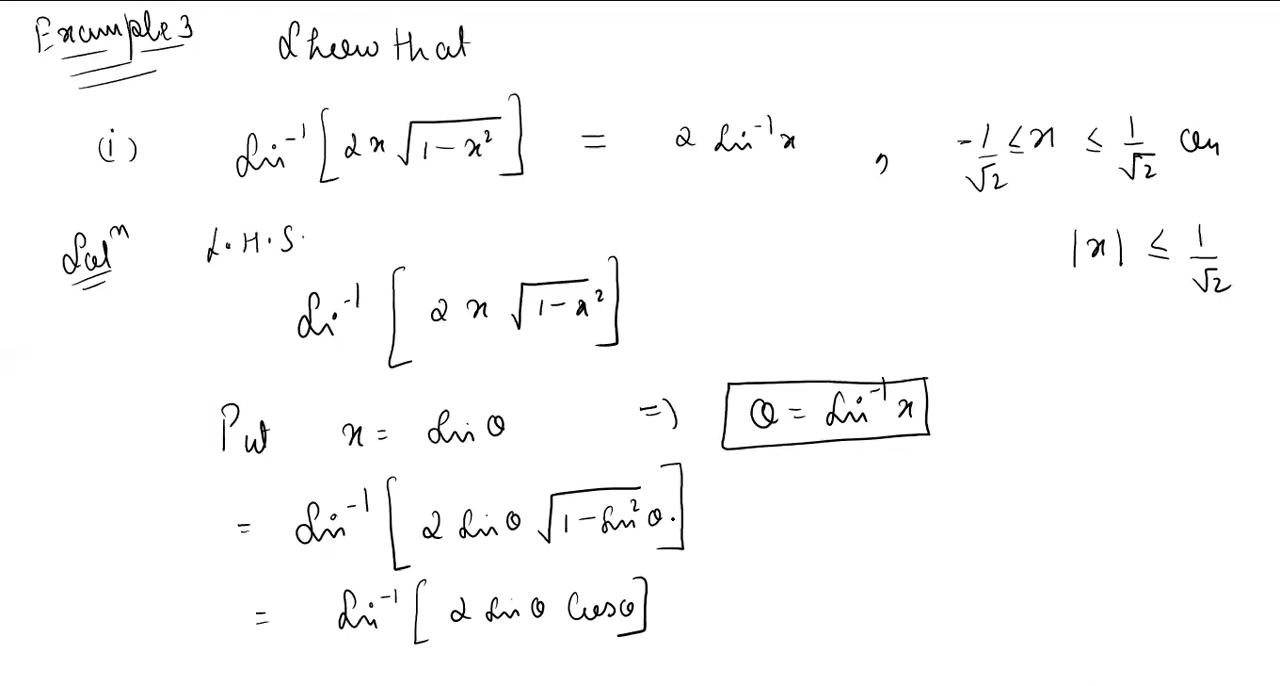 Example 3 Show that
(i) Sin⁻¹[2x√(1-x²)] = 2 Sin⁻¹x , -1/√2 ≤ x ≤ 1/√2 or
|x| ≤ 1/√2
Solⁿ L.H.S.
Sin⁻¹[2x√(1-x²)]
Put x = Sin θ => θ = Sin⁻¹x
= Sin⁻¹[2 Sin θ √(1-Sin²θ)]
= Sin⁻¹[2 Sin θ Cos θ]